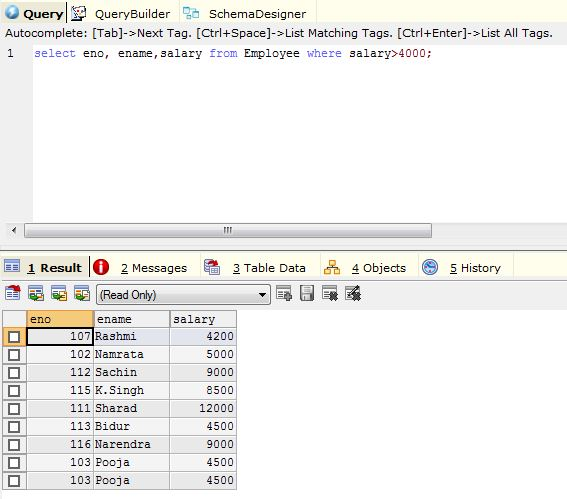 Query QueryBuilder SchemaDesigner
Autocomplete: [Tab]->Next Tag. [Ctrl+Space]->List Matching Tags. [Ctrl+Enter]->List All Tags.
1 select eno, ename,salary from Employee where salary>4000;
1 Result 2 Messages 3 Table Data 4 Objects 5 History
(Read Only)
eno ename salary
107 Rashmi 4200
102 Namrata 5000
112 Sachin 9000
115 K.Singh 8500
111 Sharad 12000
113 Bidur 4500
116 Narendra 9000
103 Pooja 4500
103 Pooja 4500